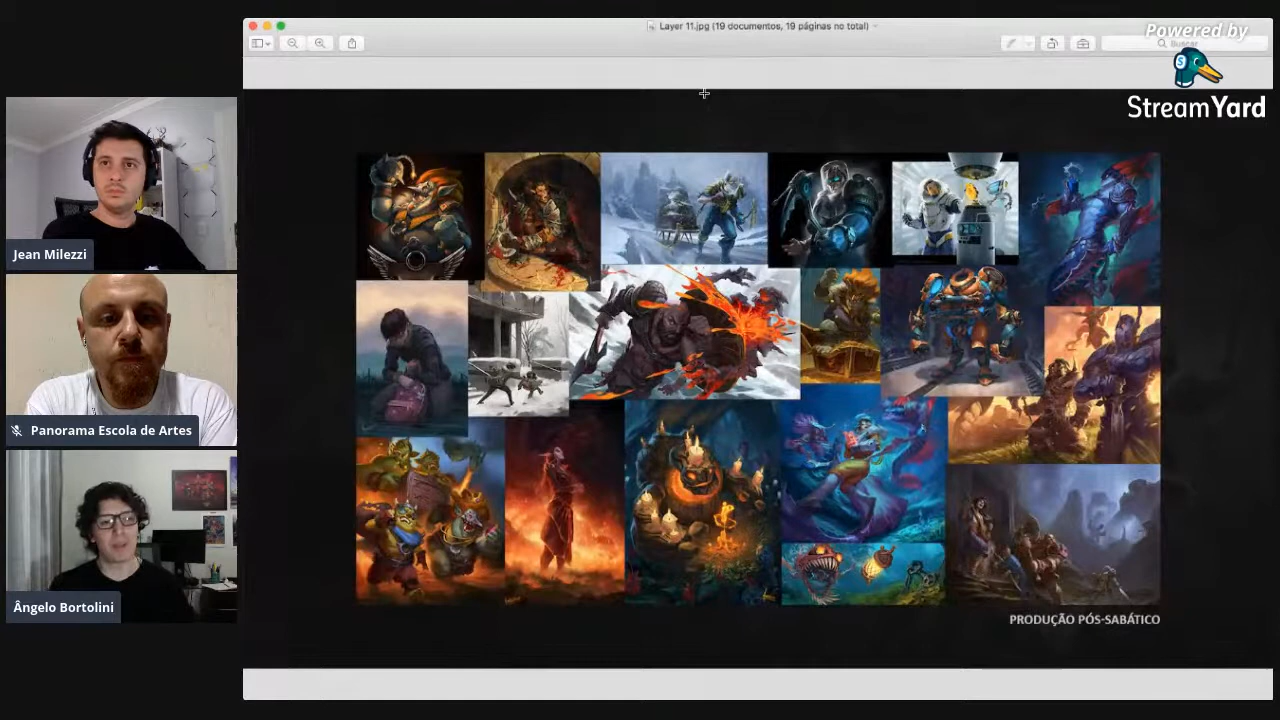 Layer 11.jpg (19 documentos, 19 páginas no total)
Powered by
Buscar
S
StreamYard
Jean Milezzi
Panorama Escola de Artes
Ângelo Bortolini
PRODUÇÃO PÓS-SABÁTICO